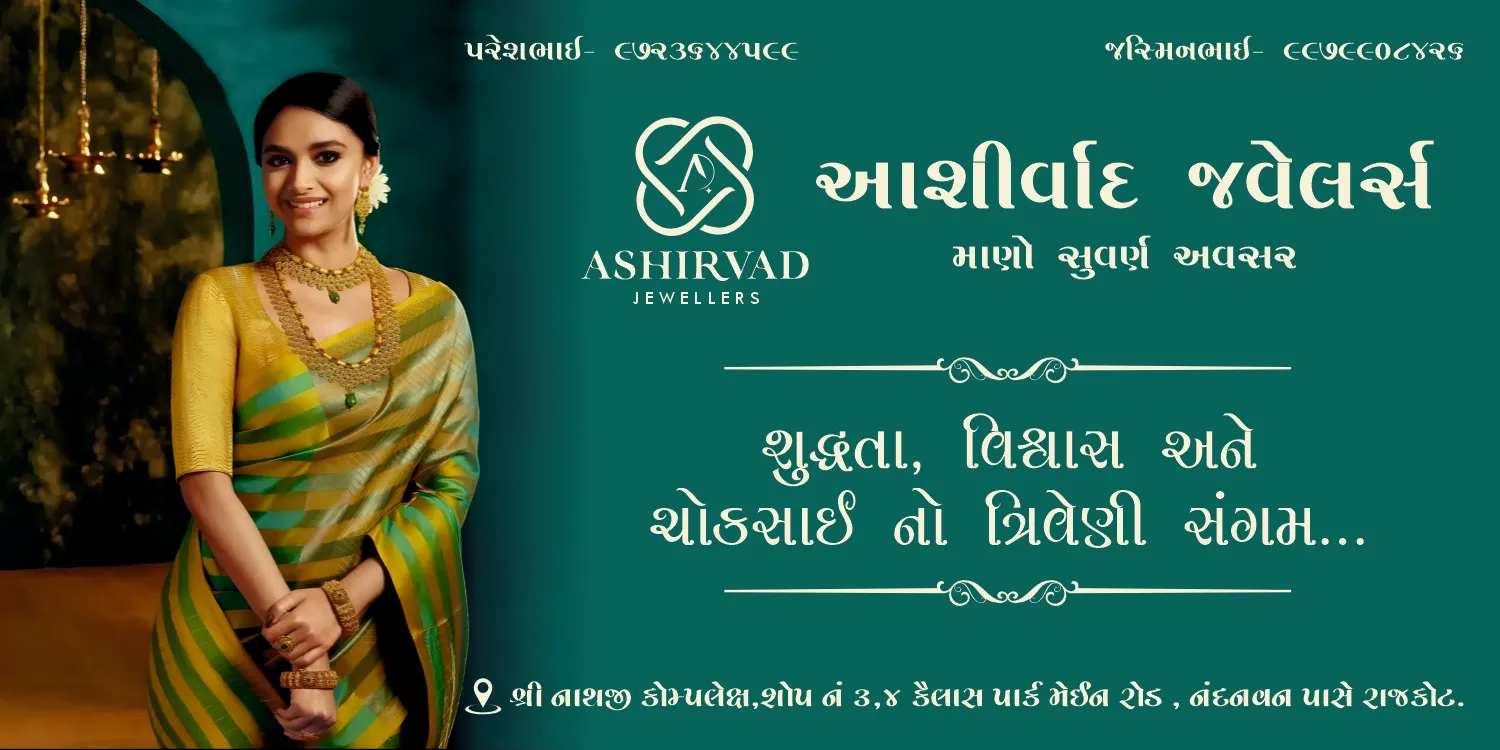 પરેશભાઈ- ૯૭૨૩૬૪૪૫૯૯
જસ્મિનભાઈ- ૯૯૭૯૯૦૮૪૨૬
ASHIRVAD
JEWELLERS
આશીર્વાદ જવેલર્સ
માણો સુવર્ણ અવસર
શુદ્ધતા, વિશ્વાસ અને
ચોકસાઈ નો ત્રિવેણી સંગમ...
શ્રી નાથજી કોમ્પલેક્ષ,શોપ નં ૩,૪ કૈલાસ પાર્ક મેઈન રોડ , નંદનવન પાસે રાજકોટ.